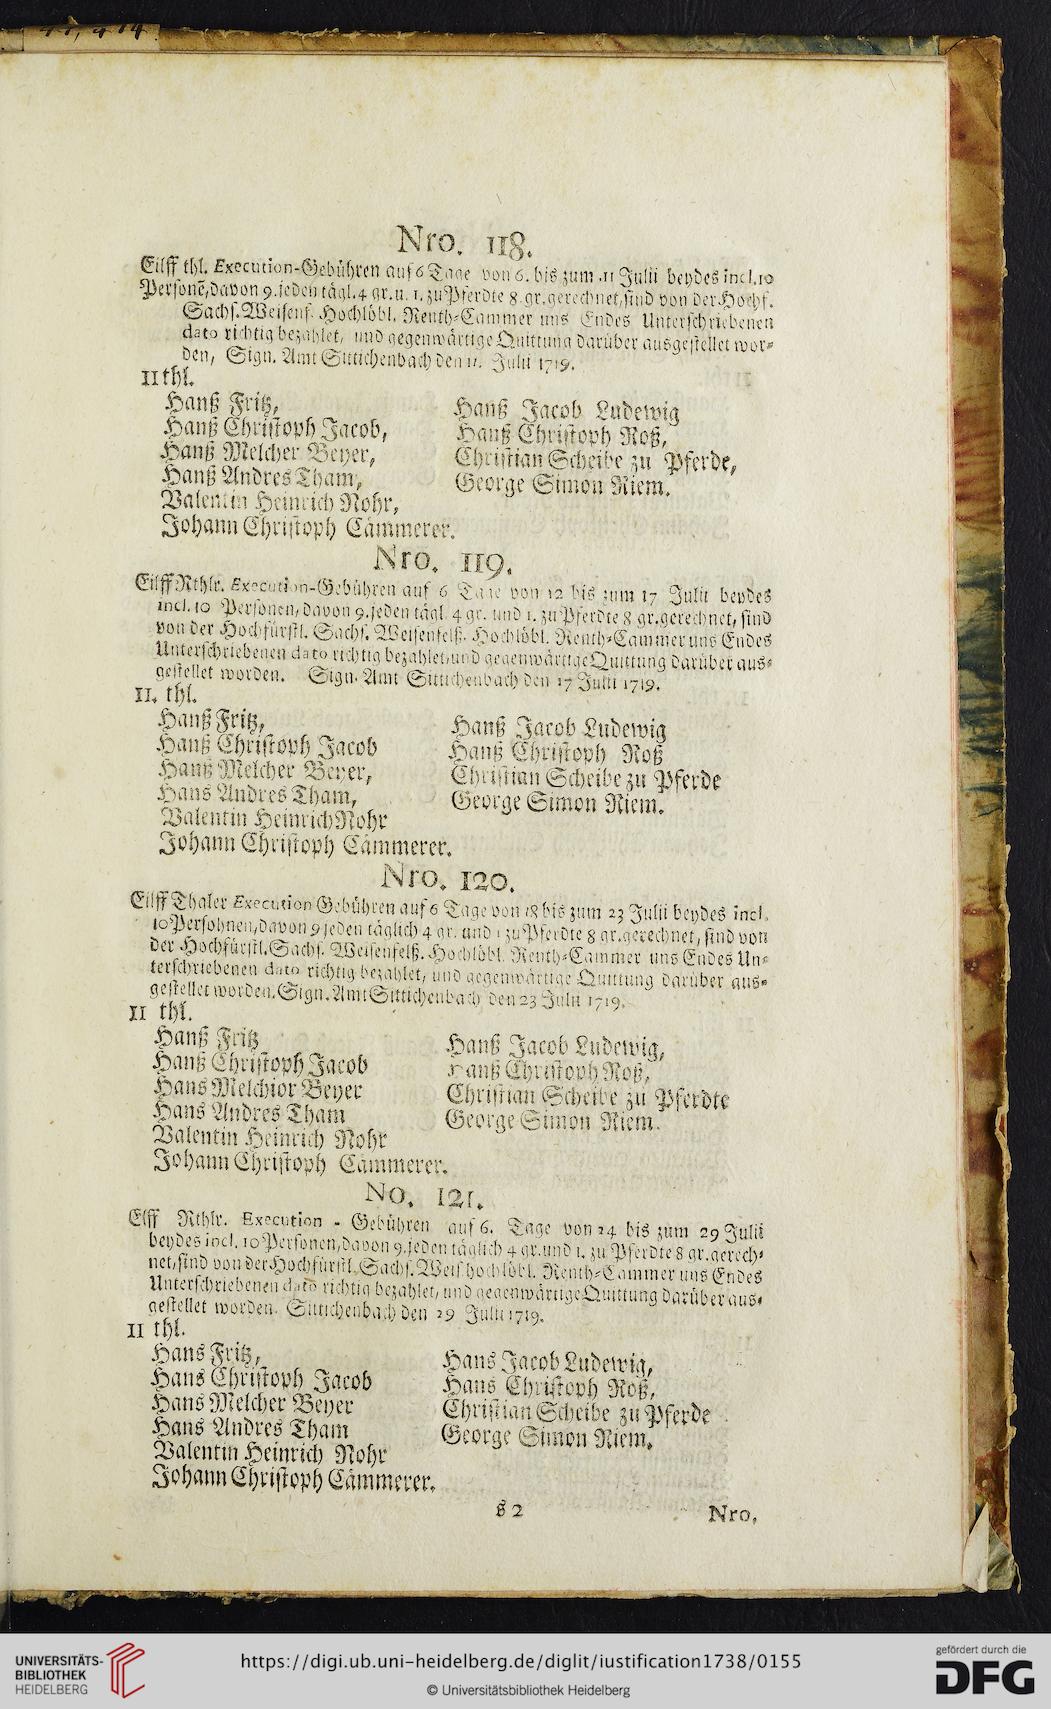 Nro. 118.
Eilff thl. Execution-Gebühren auf 6 Tage von 6. bis zum 11 Julii beydes incl. 10
Personẽ, davon 9. jeden tägl. 4 gr. u. 1. zu Pferdte 8 gr. gerechnet, sind von der Hochf.
Sachs. Weisenf. Hochlöbl. Renth-Cammer uns Endes Unterschriebenen
dato richtig bezahlet, und gegenwärtige Quittung darüber ausgestellet wor-
den, Sign. Amt Sittichenbach den 11. Julii 1719.
11 thl.
Hanß Fritz,
Hanß Christoph Jacob,
Hanß Melcher Beyer,
Hanß Andres Tham,
Valentin Heinrich Rohr,
Johann Christoph Cämmerer.
Hanß Jacob Ludewig
Hanß Christoph Roß,
Christian Scheibe zu Pferde,
George Simon Riem.
Nro. 119.
Eilff Rthlr. Execution-Gebühren auf 6 Tage von 12 bis zum 17 Julii beydes
incl. 10 Personen, davon 9. jeden tägl. 4 gr. und 1. zu Pferdte 8 gr. gerechnet, sind
von der Hochfürstl. Sachs. Weisenfelß. Hochlöbl. Renth-Cammer uns Endes
Unterschriebenen dato richtig bezahlet, und gegenwärtige Quittung darüber aus-
gestellet worden. Sign. Amt Sittichenbach den 17 Julii 1719.
11. thl.
Hanß Fritz,
Hanß Christoph Jacob
Hanß Melcher Beyer,
Hans Andres Tham,
Valentin Heinrich Rohr
Johann Christoph Cämmerer.
Hanß Jacob Ludewig
Hanß Christoph Roß
Christian Scheibe zu Pferde
George Simon Riem.
Nro. 120.
Eilff Thaler Execution Gebühren auf 6 Tage von 18 bis zum 23 Julii beydes incl.
10 Persohnen, davon 9 jeden täglich 4 gr. und 1 zu Pferdte 8 gr. gerechnet, sind von
der Hochfürstl. Sachs. Weisenfelß. Hochlöbl. Renth-Cammer uns Endes Un-
terschriebenen dato richtig bezahlet, und gegenwärtige Quittung darüber aus-
gestellet worden. Sign. Amt Sittichenbach den 23 Julii 1719.
11 thl.
Hanß Fritz
Hanß Christoph Jacob
Hans Melchior Beyer
Hans Andres Tham
Valentin Heinrich Rohr
Johann Christoph Cämmerer.
Hanß Jacob Ludewig,
Hanß Christoph Roß,
Christian Scheibe zu Pferdte
George Simon Riem.
No. 121.
Elff Rthlr. Execution - Gebühren auf 6. Tage von 24 bis zum 29 Julii
beydes incl. 10 Personen, davon 9. jeden täglich 4 gr. und 1. zu Pferdte 8 gr. gerech-
net, sind von der Hochfürstl. Sachs. Weis hochlöbl. Renth-Cammer uns Endes
Unterschriebenen dato richtig bezahlet, und gegenwärtige Quittung darüber aus-
gestellet worden. Sittichenbach den 29 Julii 1719.
11 thl.
Hans Fritz,
Hans Christoph Jacob
Hans Melcher Beyer
Hans Andres Tham
Valentin Heinrich Rohr
Johann Christoph Cämmerer.
Hans Jacob Ludewig,
Hans Christoph Roß,
Christian Scheibe zu Pferde
George Simon Riem.
2
Nro.
UNIVERSITÄTS-
BIBLIOTHEK
HEIDELBERG
https://digi.ub.uni-heidelberg.de/diglit/iustification1738/0155
© Universitätsbibliothek Heidelberg
gefördert durch die
DFG